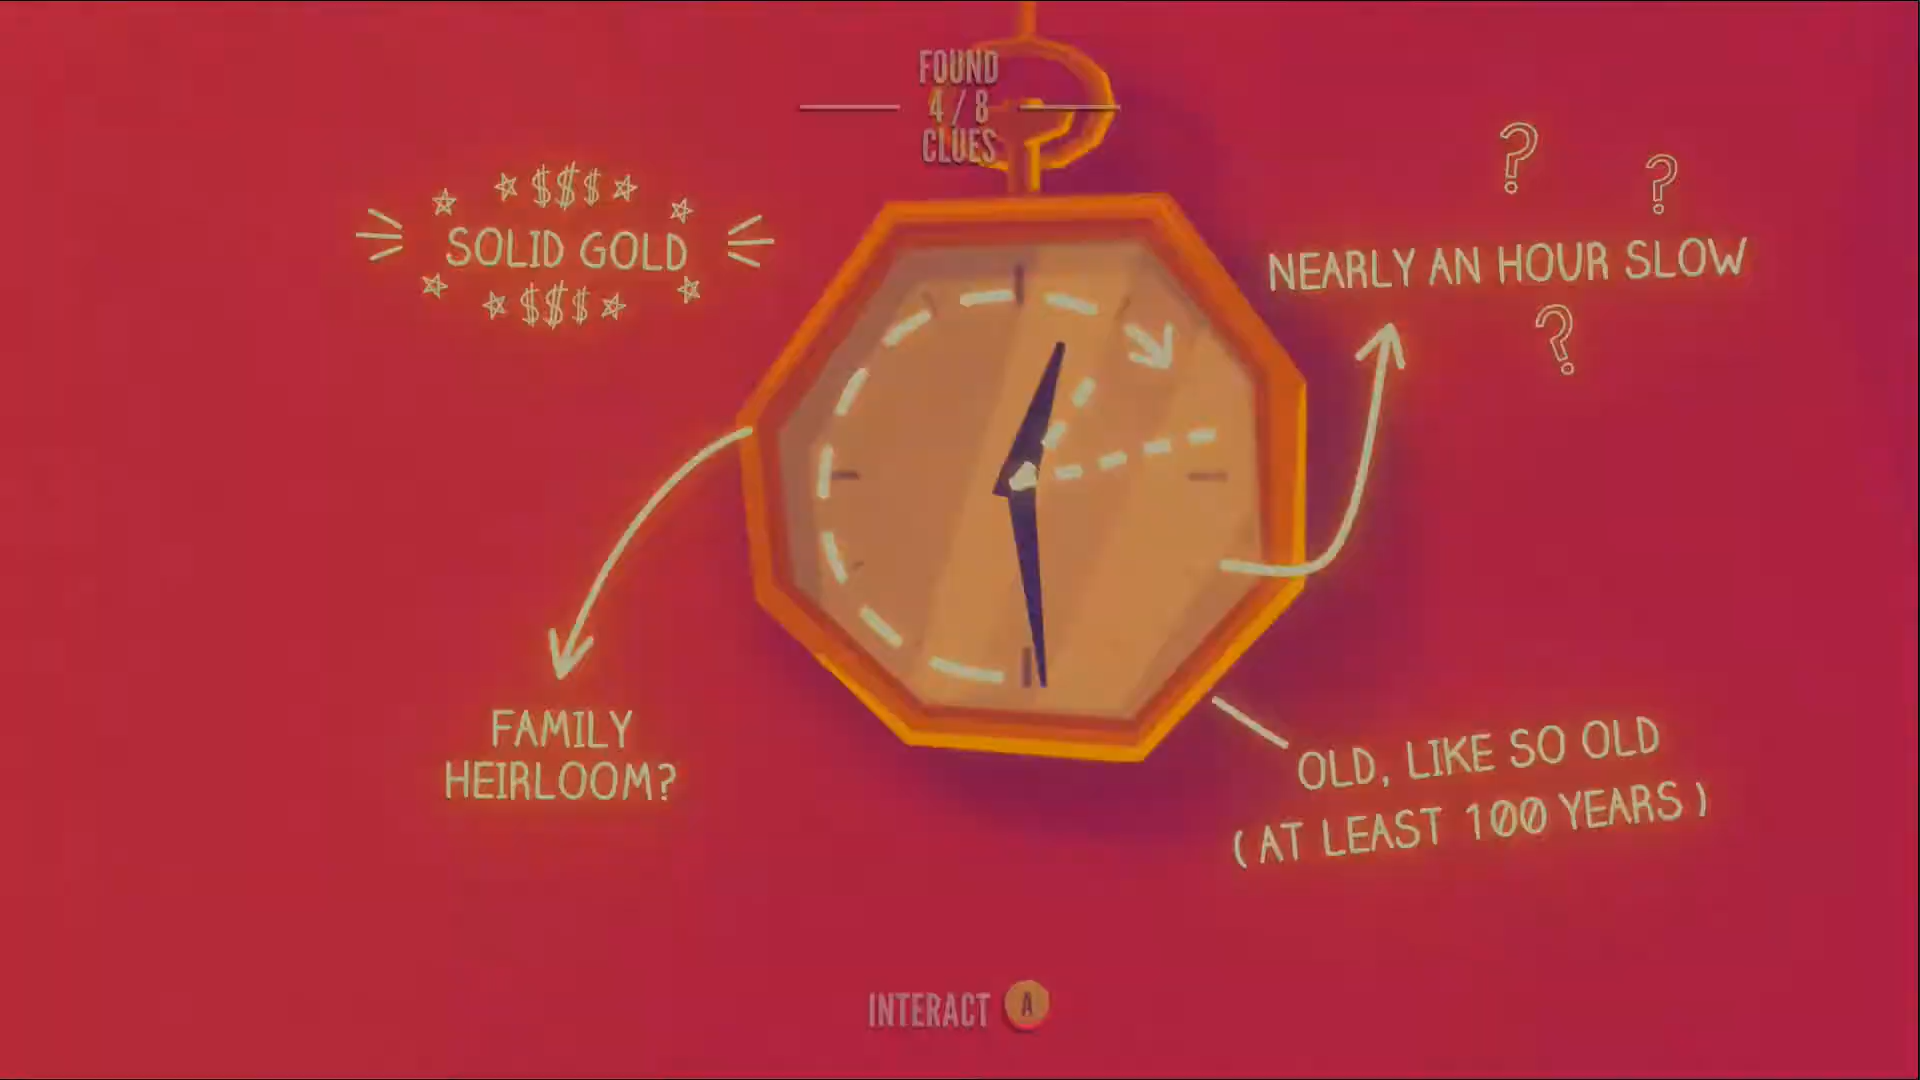 FOUND
4 / 8
CLUES
$$$
SOLID GOLD
$$$
? ?
NEARLY AN HOUR SLOW
?
FAMILY
HEIRLOOM?
OLD, LIKE SO OLD
(AT LEAST 100 YEARS)
INTERACT A